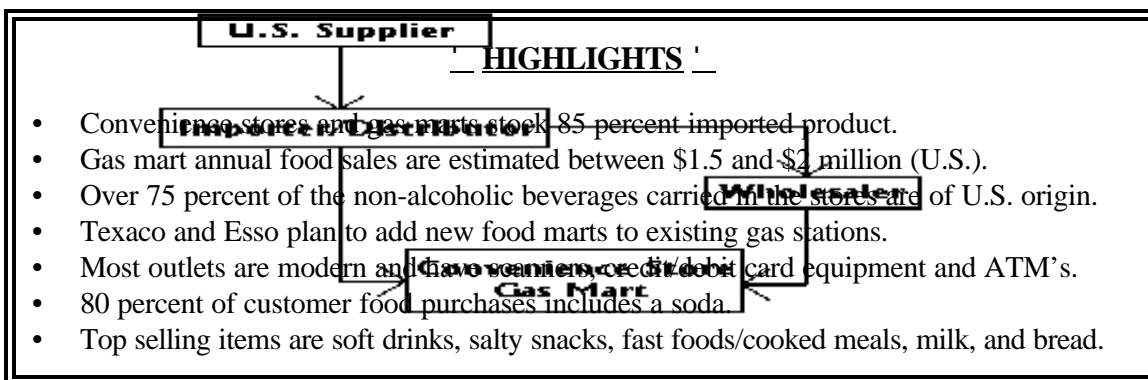 U.S. Supplier
' HIGHLIGHTS '
• Convenience stores and gas marts stock 85 percent imported product.
Importer/Distributor
• Gas mart annual food sales are estimated between $1.5 and $2 million (U.S.).
• Over 75 percent of the non-alcoholic beverages carried in the stores are of U.S. origin.
Wholesaler
• Texaco and Esso plan to add new food marts to existing gas stations.
• Most outlets are modern and have scanners, credit/debit card equipment and ATM's.
Convenience Store
Gas Mart
• 80 percent of customer food purchases includes a soda.
• Top selling items are soft drinks, salty snacks, fast foods/cooked meals, milk, and bread.